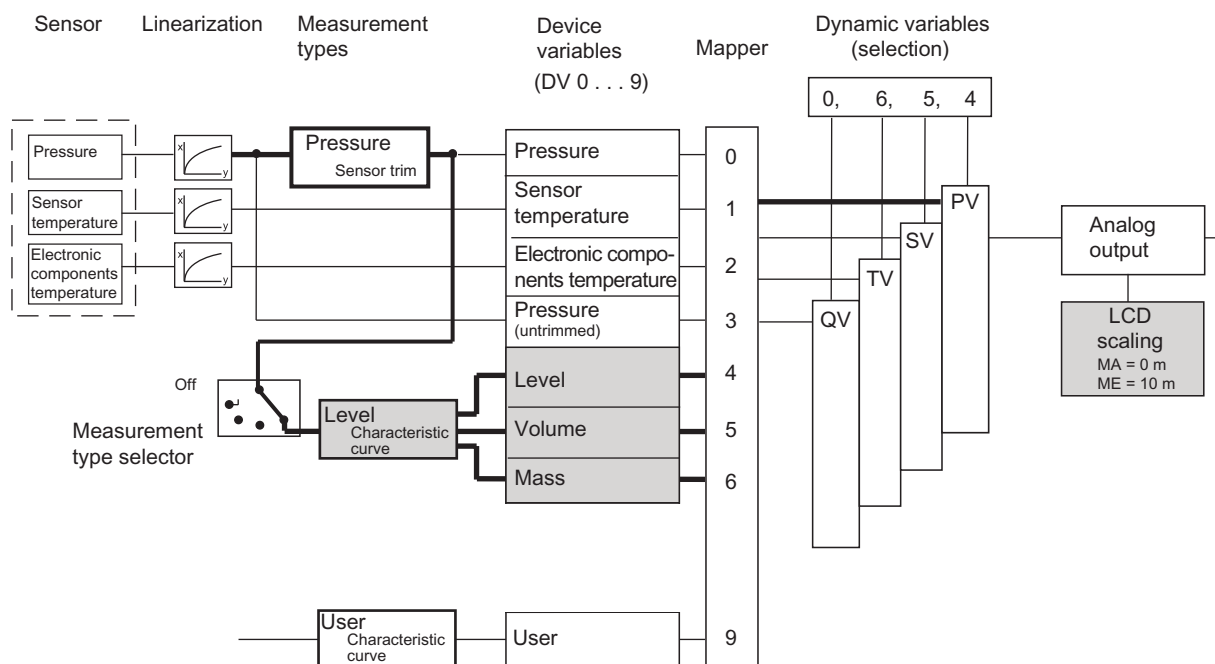 Sensor
Linearization
Measurement
types
Device
variables
(DV 0 . . . 9)
Mapper
Dynamic variables
(selection)
0, 6, 5, 4
Pressure
x
y
Pressure
Sensor trim
Pressure
0
Sensor
temperature
x
y
Sensor
temperature
1
PV
Analog
output
Electronic
components
temperature
x
y
Electronic compo-
nents temperature
2
SV
TV
Pressure
(untrimmed)
3
QV
LCD
scaling
MA = 0 m
ME = 10 m
Off
Measurement
type selector
Level
Characteristic
curve
Level
4
Volume
5
Mass
6
User
Characteristic
curve
User
9